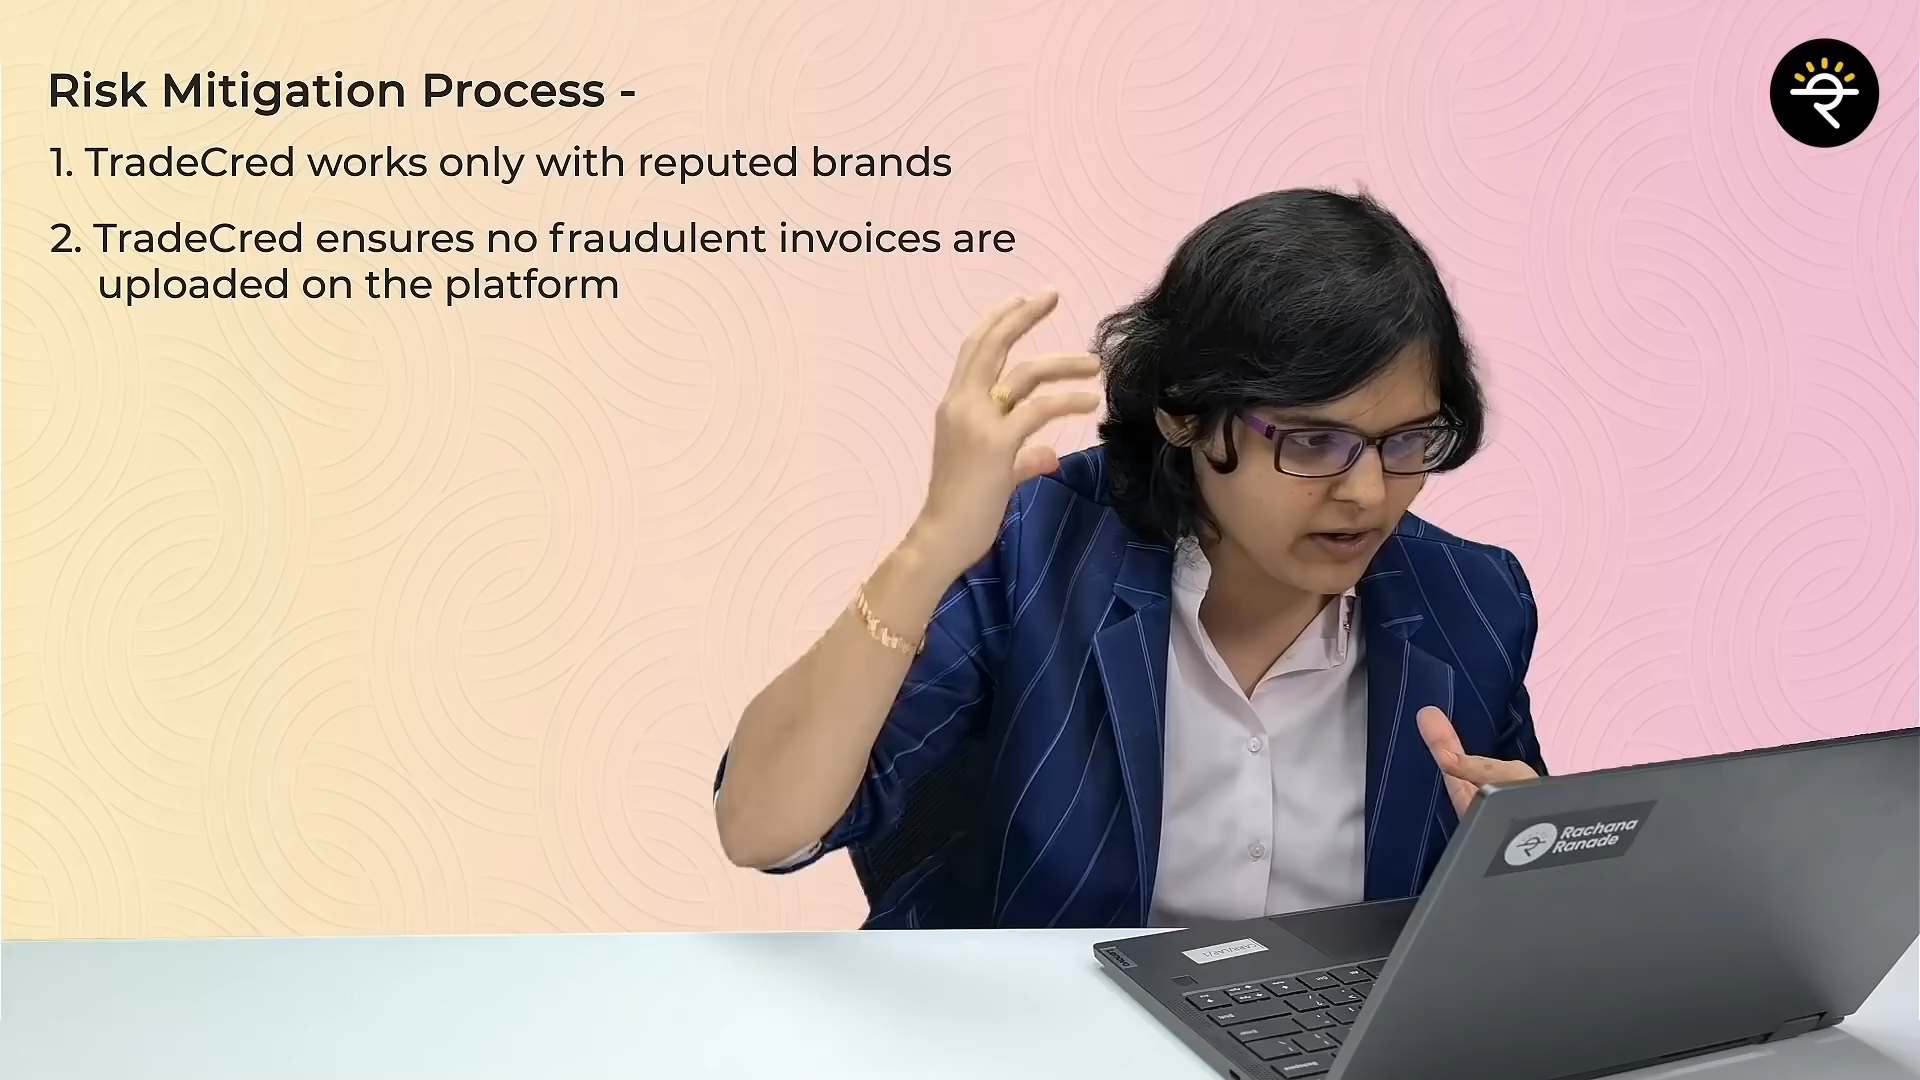 Risk Mitigation Process -
1. TradeCred works only with reputed brands
2. TradeCred ensures no fraudulent invoices are
uploaded on the platform
Rachana
Ranade
Lenovo